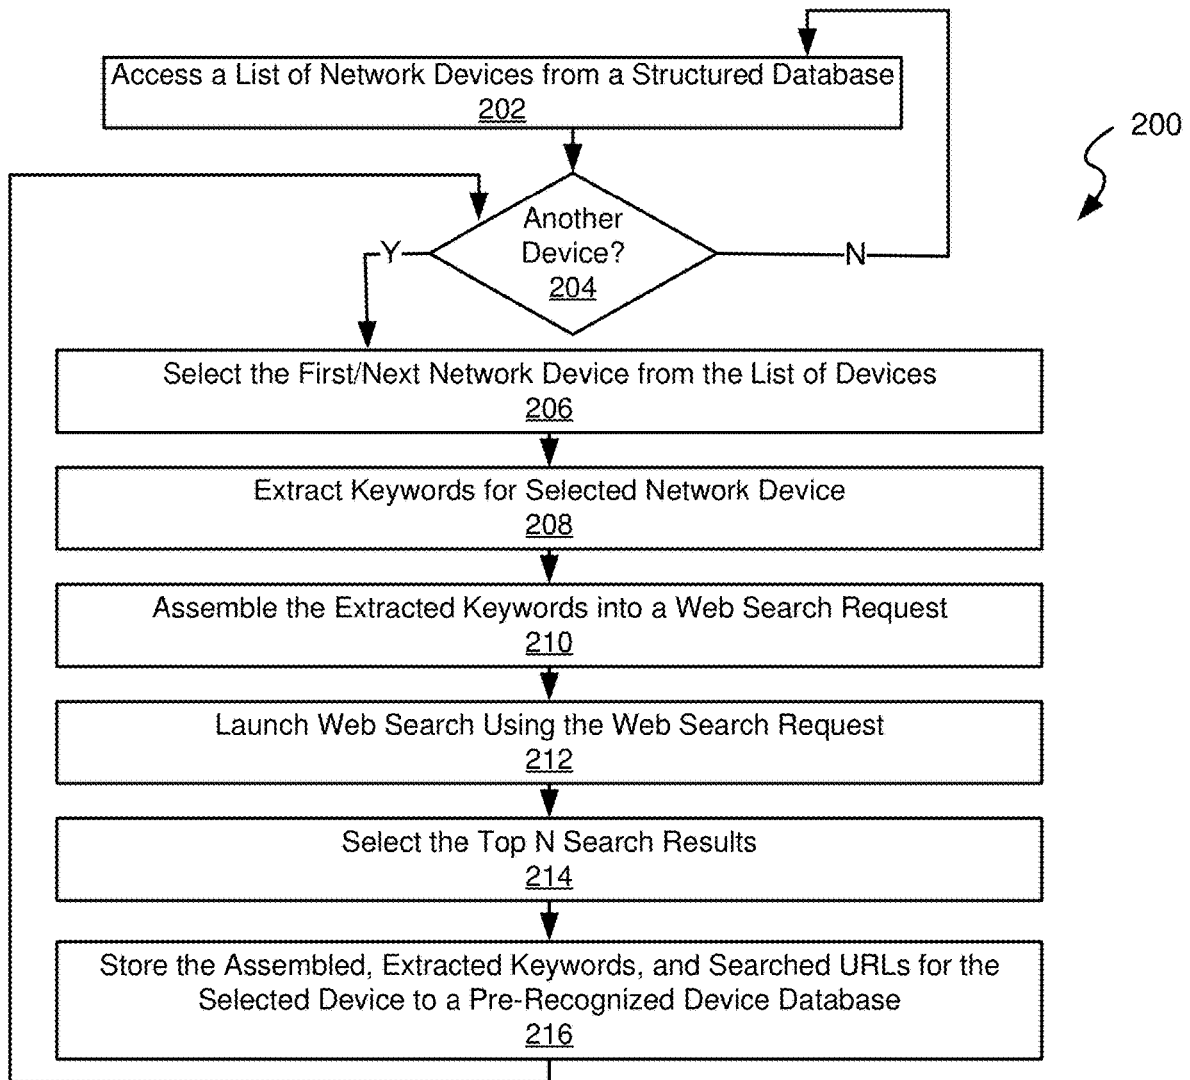 Access a List of Network Devices from a Structured Database
202
200
Another
Device?
204
Y
N
Select the First/Next Network Device from the List of Devices
206
Extract Keywords for Selected Network Device
208
Assemble the Extracted Keywords into a Web Search Request
210
Launch Web Search Using the Web Search Request
212
Select the Top N Search Results
214
Store the Assembled, Extracted Keywords, and Searched URLs for the
Selected Device to a Pre-Recognized Device Database
216